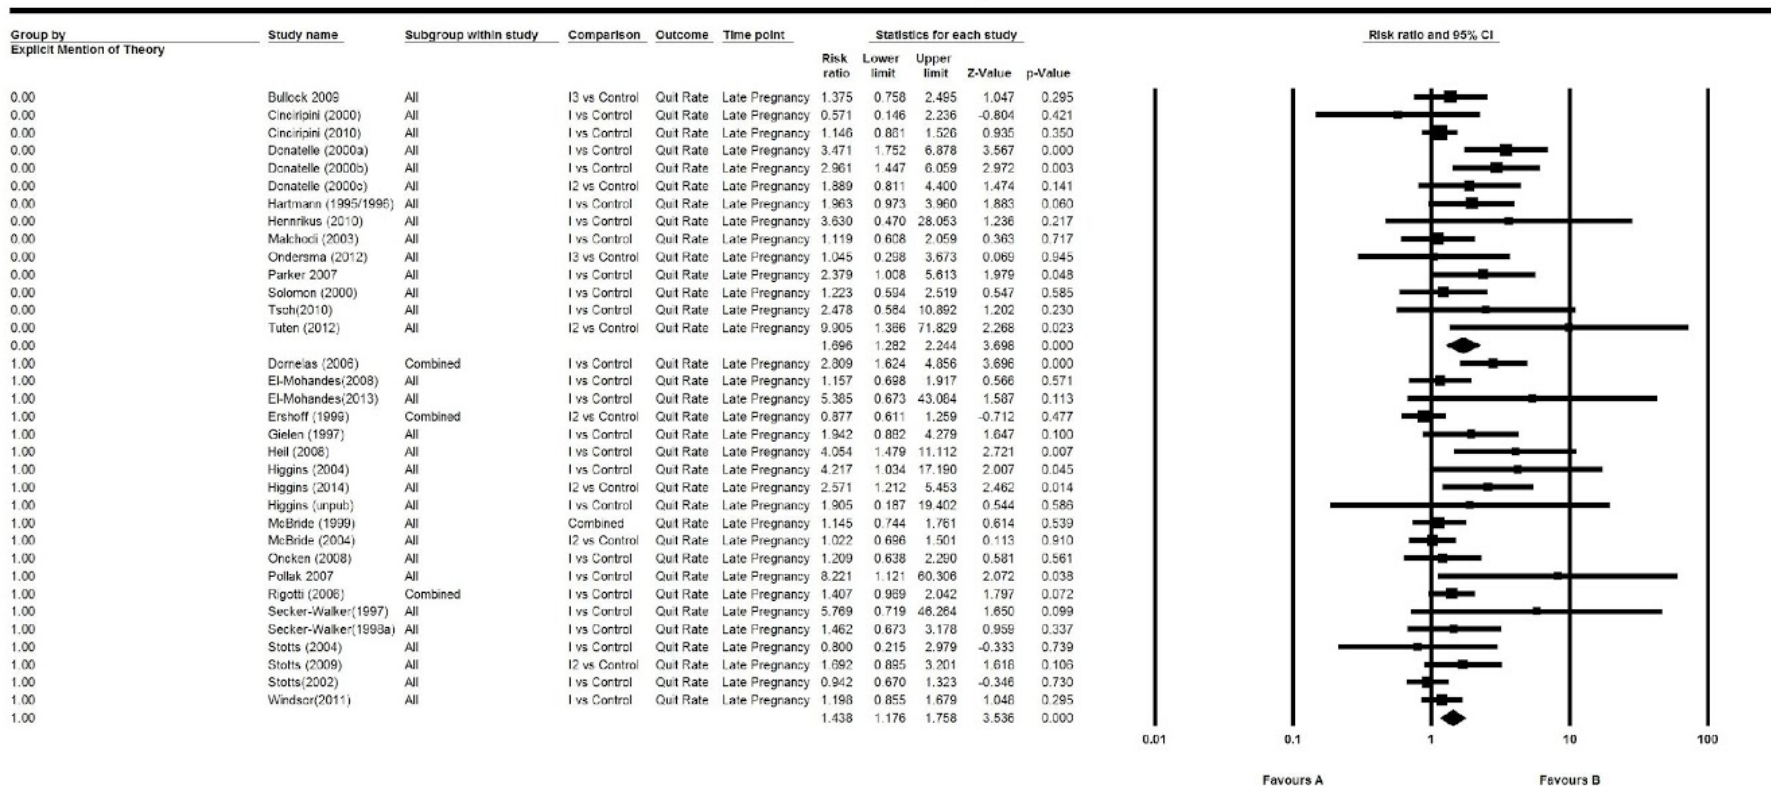 Group by Study name Subgroup within study Comparison Outcome Time point Statistics for each study Risk ratio and 95% CI
Explicit Mention of Theory
Risk Lower Upper
ratio limit limit Z-Value p-Value
0.00 Bullock 2009 All I3 vs Control Quit Rate Late Pregnancy 1.375 0.758 2.495 1.047 0.295
0.00 Cinciripini (2000) All I vs Control Quit Rate Late Pregnancy 0.571 0.146 2.236 -0.804 0.421
0.00 Cinciripini (2010) All I vs Control Quit Rate Late Pregnancy 1.146 0.861 1.526 0.935 0.350
0.00 Donatelle (2000a) All I vs Control Quit Rate Late Pregnancy 3.471 1.752 6.878 3.567 0.000
0.00 Donatelle (2000b) All I vs Control Quit Rate Late Pregnancy 2.961 1.447 6.059 2.972 0.003
0.00 Donatelle (2000c) All I2 vs Control Quit Rate Late Pregnancy 1.889 0.811 4.400 1.474 0.141
0.00 Hartmann (1995/1996) All I vs Control Quit Rate Late Pregnancy 1.963 0.973 3.960 1.883 0.060
0.00 Hennrikus (2010) All I vs Control Quit Rate Late Pregnancy 3.630 0.470 28.053 1.236 0.217
0.00 Malchodi (2003) All I vs Control Quit Rate Late Pregnancy 1.119 0.608 2.059 0.363 0.717
0.00 Ondersma (2012) All I3 vs Control Quit Rate Late Pregnancy 1.045 0.298 3.673 0.069 0.945
0.00 Parker 2007 All I vs Control Quit Rate Late Pregnancy 2.379 1.008 5.613 1.979 0.048
0.00 Solomon (2000) All I vs Control Quit Rate Late Pregnancy 1.223 0.594 2.519 0.547 0.585
0.00 Tsoh(2010) All I vs Control Quit Rate Late Pregnancy 2.478 0.564 10.892 1.202 0.230
0.00 Tuten (2012) All I2 vs Control Quit Rate Late Pregnancy 9.905 1.366 71.829 2.268 0.023
0.00 1.696 1.282 2.244 3.698 0.000
1.00 Dornelas (2006) Combined I vs Control Quit Rate Late Pregnancy 2.809 1.624 4.856 3.696 0.000
1.00 El-Mohandes(2008) All I vs Control Quit Rate Late Pregnancy 1.157 0.698 1.917 0.566 0.571
1.00 El-Mohandes(2013) All I vs Control Quit Rate Late Pregnancy 5.385 0.673 43.084 1.587 0.113
1.00 Ershoff (1999) Combined I2 vs Control Quit Rate Late Pregnancy 0.877 0.611 1.259 -0.712 0.477
1.00 Gielen (1997) All I vs Control Quit Rate Late Pregnancy 1.942 0.882 4.279 1.647 0.100
1.00 Heil (2008) All I vs Control Quit Rate Late Pregnancy 4.054 1.479 11.112 2.721 0.007
1.00 Higgins (2004) All I vs Control Quit Rate Late Pregnancy 4.217 1.034 17.190 2.007 0.045
1.00 Higgins (2014) All I2 vs Control Quit Rate Late Pregnancy 2.571 1.212 5.453 2.462 0.014
1.00 Higgins (unpub) All I vs Control Quit Rate Late Pregnancy 1.905 0.187 19.402 0.544 0.586
1.00 McBride (1999) All Combined Quit Rate Late Pregnancy 1.145 0.744 1.761 0.614 0.539
1.00 McBride (2004) All I2 vs Control Quit Rate Late Pregnancy 1.022 0.696 1.501 0.113 0.910
1.00 Oncken (2008) All I vs Control Quit Rate Late Pregnancy 1.209 0.638 2.290 0.581 0.561
1.00 Pollak 2007 All I vs Control Quit Rate Late Pregnancy 8.221 1.121 60.306 2.072 0.038
1.00 Rigotti (2006) Combined I vs Control Quit Rate Late Pregnancy 1.407 0.969 2.042 1.797 0.072
1.00 Secker-Walker(1997) All I vs Control Quit Rate Late Pregnancy 5.769 0.719 46.264 1.650 0.099
1.00 Secker-Walker(1998a) All I vs Control Quit Rate Late Pregnancy 1.462 0.673 3.178 0.959 0.337
1.00 Stotts (2004) All I vs Control Quit Rate Late Pregnancy 0.800 0.215 2.979 -0.333 0.739
1.00 Stotts (2009) All I2 vs Control Quit Rate Late Pregnancy 1.692 0.895 3.201 1.618 0.106
1.00 Stotts(2002) All I vs Control Quit Rate Late Pregnancy 0.942 0.670 1.323 -0.346 0.730
1.00 Windsor(2011) All I vs Control Quit Rate Late Pregnancy 1.198 0.855 1.679 1.048 0.295
1.00 1.438 1.176 1.758 3.536 0.000
0.01 0.1 1 10 100
Favours A Favours B